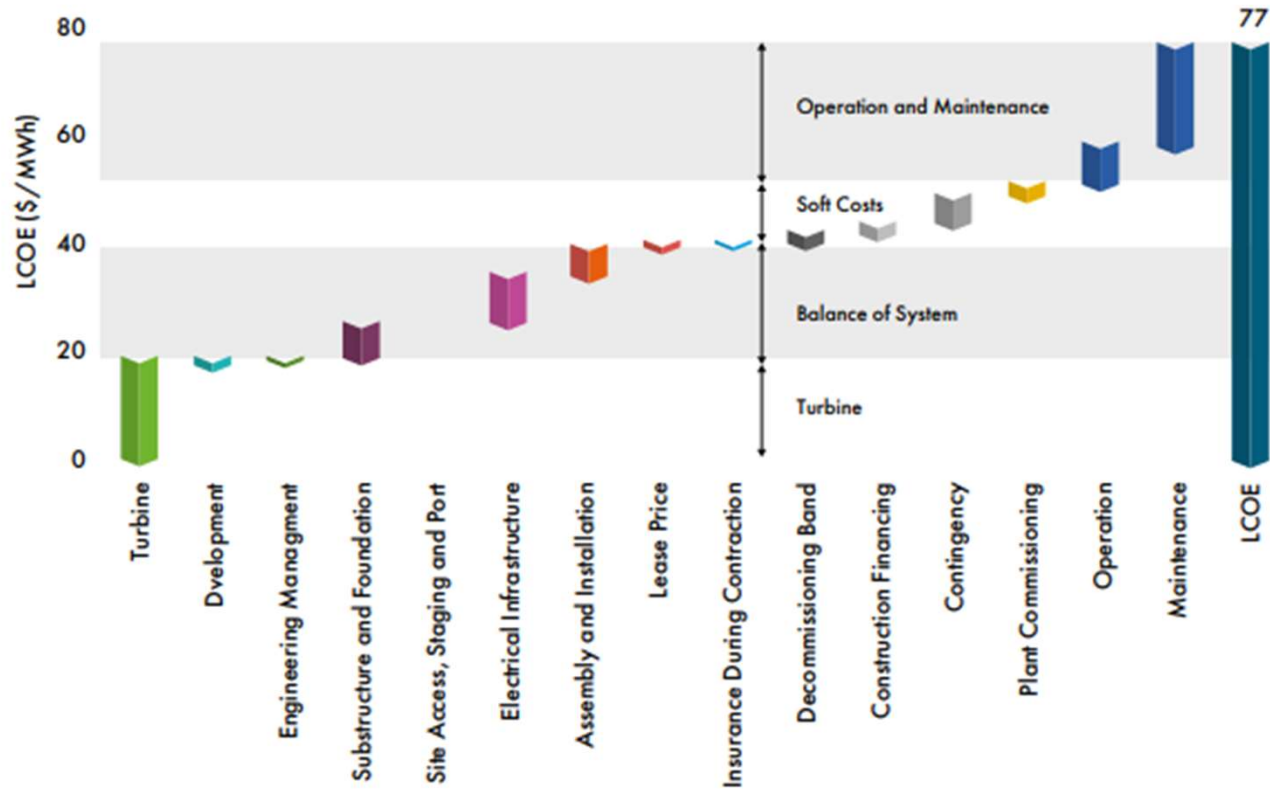 77
80
60
40
20
0
LCOE ($/MWh)
Operation and Maintenance
Soft Costs
Balance of System
Turbine
Turbine
Dvelopment
Engineering Managment
Substructure and Foundation
Site Access, Staging and Port
Electrical Infrastructure
Assembly and Installation
Lease Price
Insurance During Contraction
Decommissioning Band
Construction Financing
Contingency
Plant Commissioning
Operation
Maintenance
LCOE